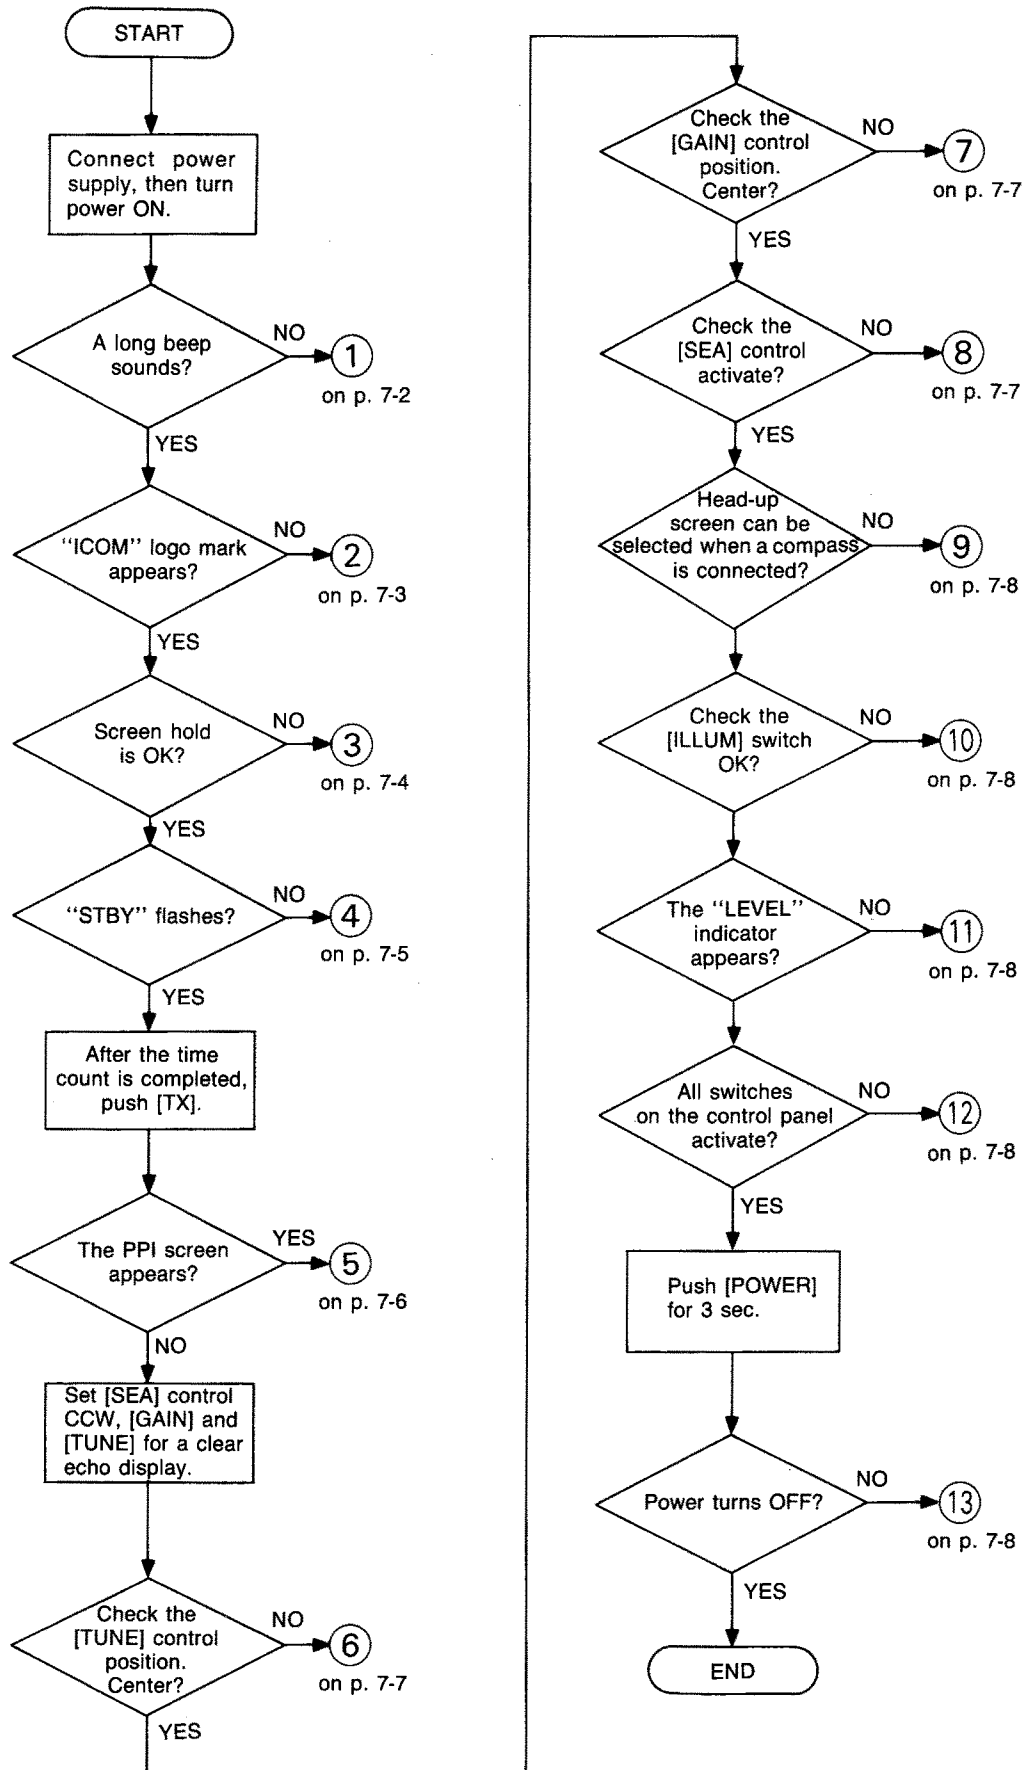 START
Connect power
supply, then turn
power ON.
A long beep
sounds?
NO
1
on p. 7-2
YES
"ICOM" logo mark
appears?
NO
2
on p. 7-3
YES
Screen hold
is OK?
NO
3
on p. 7-4
YES
"STBY" flashes?
NO
4
on p. 7-5
YES
After the time
count is completed,
push [TX].
The PPI screen
appears?
YES
5
on p. 7-6
NO
Set [SEA] control
CCW, [GAIN] and
[TUNE] for a clear
echo display.
Check the
[TUNE] control
position.
Center?
NO
6
on p. 7-7
YES
Check the
[GAIN] control
position.
Center?
NO
7
on p. 7-7
YES
Check the
[SEA] control
activate?
NO
8
on p. 7-7
YES
Head-up
screen can be
selected when a compass
is connected?
NO
9
on p. 7-8
Check the
[ILLUM] switch
OK?
NO
10
on p. 7-8
The "LEVEL"
indicator
appears?
NO
11
on p. 7-8
All switches
on the control panel
activate?
NO
12
on p. 7-8
YES
Push [POWER]
for 3 sec.
Power turns OFF?
NO
13
on p. 7-8
YES
END